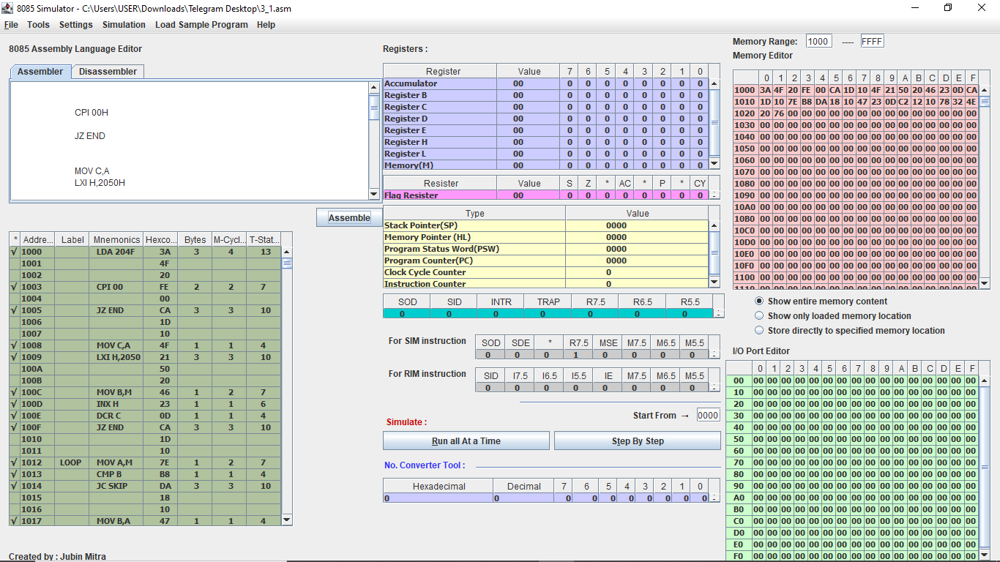 8085 Simulator - C:\Users\USER\Downloads\Telegram Desktop\3_1.asm
File Tools Settings Simulation Load Sample Program Help
8085 Assembly Language Editor
Assembler Disassembler
CPI 00H
JZ END
MOV C,A
LXI H,2050H
Assemble
* Addre... Label Mnemonics Hexco... Bytes M-Cycl... T-Stat...
√ 1000 LDA 204F 3A 3 4 13
1001 4F
1002 20
√ 1003 CPI 00 FE 2 2 7
1004 00
√ 1005 JZ END CA 3 3 10
1006 1D
1007 10
√ 1008 MOV C,A 4F 1 1 4
√ 1009 LXI H,2050 21 3 3 10
100A 50
100B 20
√ 100C MOV B,M 46 1 2 7
√ 100D INX H 23 1 1 6
√ 100E DCR C 0D 1 1 4
√ 100F JZ END CA 3 3 10
1010 1D
1011 10
√ 1012 LOOP MOV A,M 7E 1 2 7
√ 1013 CMP B B8 1 1 4
√ 1014 JC SKIP DA 3 3 10
1015 18
1016 10
√ 1017 MOV B,A 47 1 1 4
Created by : Jubin Mitra
Registers :
Register Value 7 6 5 4 3 2 1 0
Accumulator 00 0 0 0 0 0 0 0 0
Register B 00 0 0 0 0 0 0 0 0
Register C 00 0 0 0 0 0 0 0 0
Register D 00 0 0 0 0 0 0 0 0
Register E 00 0 0 0 0 0 0 0 0
Register H 00 0 0 0 0 0 0 0 0
Register L 00 0 0 0 0 0 0 0 0
Memory(M) 00 0 0 0 0 0 0 0 0
Resister Value S Z * AC * P * CY
Flag Resister 00 0 0 0 0 0 0 0 0
Type Value
Stack Pointer(SP) 0000
Memory Pointer (HL) 0000
Program Status Word(PSW) 0000
Program Counter(PC) 0000
Clock Cycle Counter 0
Instruction Counter 0
SOD SID INTR TRAP R7.5 R6.5 R5.5
0 0 0 0 0 0 0
For SIM instruction
SOD SDE * R7.5 MSE M7.5 M6.5 M5.5
0 0 0 1 0 0 0 0
For RIM instruction
SID I7.5 I6.5 I5.5 IE M7.5 M6.5 M5.5
0 0 0 0 0 0 0 0
Start From → 0000
Simulate :
Run all At a Time Step By Step
No. Converter Tool :
Hexadecimal Decimal 7 6 5 4 3 2 1 0
0 0 0 0 0 0 0 0 0 0
Memory Range: 1000 ---- FFFF
Memory Editor
0 1 2 3 4 5 6 7 8 9 A B C D E F
1000 3A 4F 20 FE 00 CA 1D 10 4F 21 50 20 46 23 0D CA
1010 1D 10 7E B8 DA 18 10 47 23 0D C2 12 10 78 32 4E
1020 20 76 00 00 00 00 00 00 00 00 00 00 00 00 00 00
1030 00 00 00 00 00 00 00 00 00 00 00 00 00 00 00 00
1040 00 00 00 00 00 00 00 00 00 00 00 00 00 00 00 00
1050 00 00 00 00 00 00 00 00 00 00 00 00 00 00 00 00
1060 00 00 00 00 00 00 00 00 00 00 00 00 00 00 00 00
1070 00 00 00 00 00 00 00 00 00 00 00 00 00 00 00 00
1080 00 00 00 00 00 00 00 00 00 00 00 00 00 00 00 00
1090 00 00 00 00 00 00 00 00 00 00 00 00 00 00 00 00
10A0 00 00 00 00 00 00 00 00 00 00 00 00 00 00 00 00
10B0 00 00 00 00 00 00 00 00 00 00 00 00 00 00 00 00
10C0 00 00 00 00 00 00 00 00 00 00 00 00 00 00 00 00
10D0 00 00 00 00 00 00 00 00 00 00 00 00 00 00 00 00
10E0 00 00 00 00 00 00 00 00 00 00 00 00 00 00 00 00
10F0 00 00 00 00 00 00 00 00 00 00 00 00 00 00 00 00
1100 00 00 00 00 00 00 00 00 00 00 00 00 00 00 00 00
1110 00 00 00 00 00 00 00 00 00 00 00 00 00 00 00 00
Show entire memory content
Show only loaded memory location
Store directly to specified memory location
I/O Port Editor
0 1 2 3 4 5 6 7 8 9 A B C D E F
00 00 00 00 00 00 00 00 00 00 00 00 00 00 00 00 00
10 00 00 00 00 00 00 00 00 00 00 00 00 00 00 00 00
20 00 00 00 00 00 00 00 00 00 00 00 00 00 00 00 00
30 00 00 00 00 00 00 00 00 00 00 00 00 00 00 00 00
40 00 00 00 00 00 00 00 00 00 00 00 00 00 00 00 00
50 00 00 00 00 00 00 00 00 00 00 00 00 00 00 00 00
60 00 00 00 00 00 00 00 00 00 00 00 00 00 00 00 00
70 00 00 00 00 00 00 00 00 00 00 00 00 00 00 00 00
80 00 00 00 00 00 00 00 00 00 00 00 00 00 00 00 00
90 00 00 00 00 00 00 00 00 00 00 00 00 00 00 00 00
A0 00 00 00 00 00 00 00 00 00 00 00 00 00 00 00 00
B0 00 00 00 00 00 00 00 00 00 00 00 00 00 00 00 00
C0 00 00 00 00 00 00 00 00 00 00 00 00 00 00 00 00
D0 00 00 00 00 00 00 00 00 00 00 00 00 00 00 00 00
E0 00 00 00 00 00 00 00 00 00 00 00 00 00 00 00 00
F0 00 00 00 00 00 00 00 00 00 00 00 00 00 00 00 00